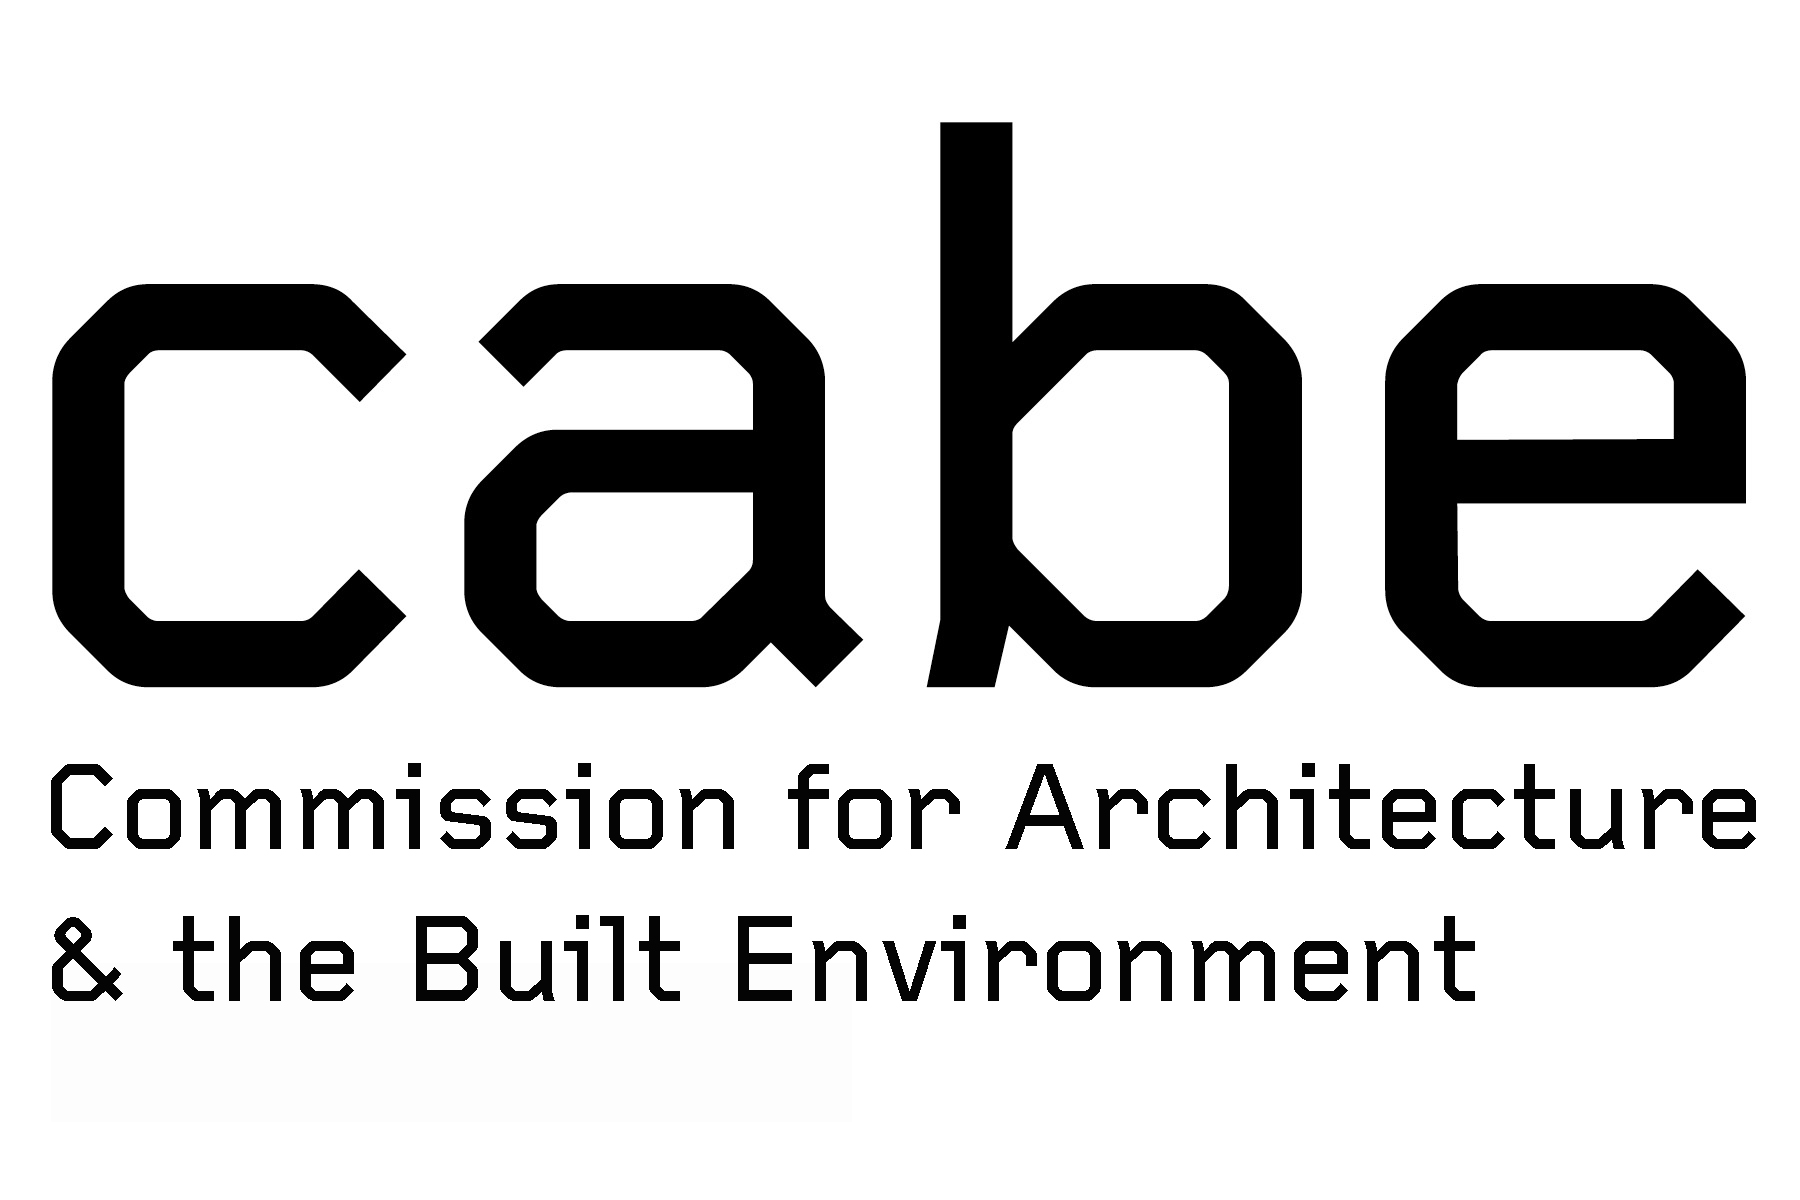 cabe
Commission for Architecture
& the Built Environment